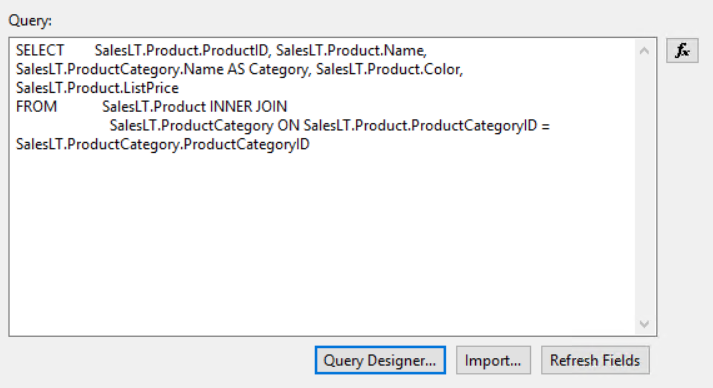 Query:
SELECT SalesLT.Product.ProductID, SalesLT.Product.Name,
SalesLT.ProductCategory.Name AS Category, SalesLT.Product.Color,
SalesLT.Product.ListPrice
FROM SalesLT.Product INNER JOIN
SalesLT.ProductCategory ON SalesLT.Product.ProductCategoryID =
SalesLT.ProductCategory.ProductCategoryID
fx
Query Designer... Import... Refresh Fields